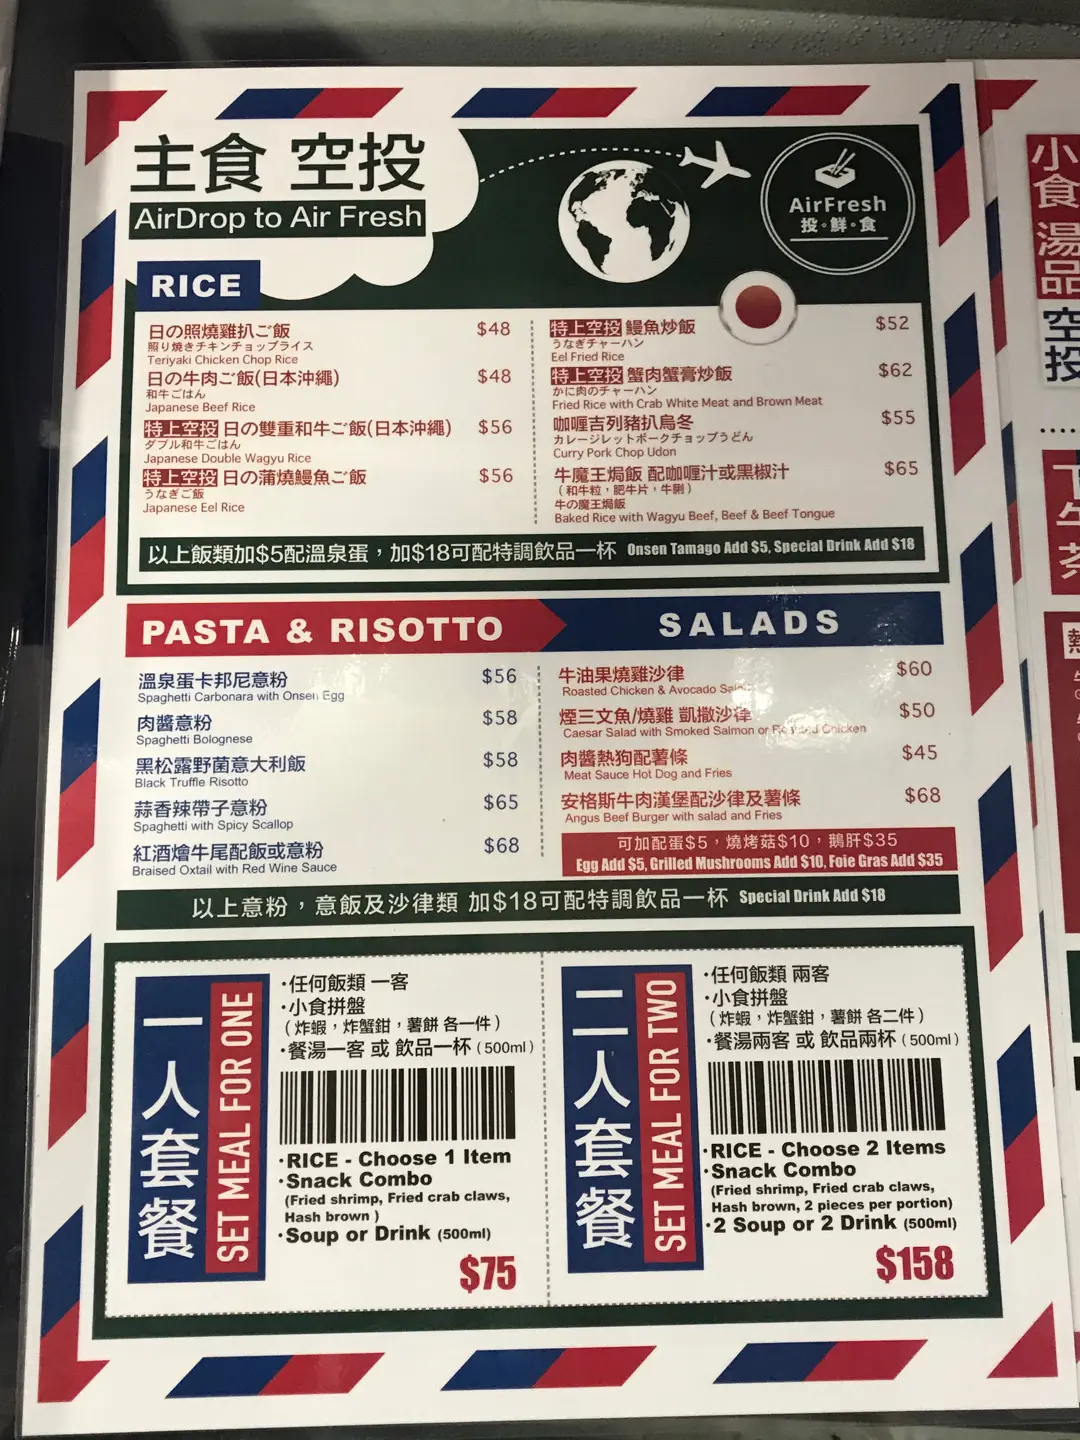 主食 空投
AirDrop to Air Fresh
AirFresh
投。鮮。食
RICE
日の照燒雞扒ご飯 $48
照り焼きチキンチョップライス
Teriyaki Chicken Chop Rice
日の牛肉ご飯(日本沖繩) $48
和牛ごはん
Japanese Beef Rice
特上空投 日の雙重和牛ご飯(日本沖繩) $56
ダブル和牛ごはん
Japanese Double Wagyu Rice
特上空投 日の蒲燒鰻魚ご飯 $56
うなぎご飯
Japanese Eel Rice
特上空投 鰻魚炒飯 $52
うなぎチャーハン
Eel Fried Rice
特上空投 蟹肉蟹膏炒飯 $62
かに肉のチャーハン
Fried Rice with Crab White Meat and Brown Meat
咖喱吉列豬扒烏冬 $55
カレージレットポークチョップうどん
Curry Pork Chop Udon
牛魔王焗飯 配咖喱汁或黑椒汁 $65
（和牛粒，肥牛片，牛脷）
牛の魔王焗飯
Baked Rice with Wagyu Beef, Beef & Beef Tongue
以上飯類加$5配溫泉蛋，加$18可配特調飲品一杯 Onsen Tamago Add $5, Special Drink Add $18
PASTA & RISOTTO
溫泉蛋卡邦尼意粉 $56
Spaghetti Carbonara with Onsen Egg
肉醬意粉 $58
Spaghetti Bolognese
黑松露野菌意大利飯 $58
Black Truffle Risotto
蒜香辣帶子意粉 $65
Spaghetti with Spicy Scallop
紅酒燴牛尾配飯或意粉 $68
Braised Oxtail with Red Wine Sauce
SALADS
牛油果燒雞沙律 $60
Roasted Chicken & Avocado Salad
煙三文魚/燒雞 凱撒沙律 $50
Caesar Salad with Smoked Salmon or Roasted Chicken
肉醬熱狗配薯條 $45
Meat Sauce Hot Dog and Fries
安格斯牛肉漢堡配沙律及薯條 $68
Angus Beef Burger with salad and Fries
可加配蛋$5，燒烤菇$10，鵝肝$35
Egg Add $5, Grilled Mushrooms Add $10, Foie Gras Add $35
以上意粉，意飯及沙律類 加$18可配特調飲品一杯 Special Drink Add $18
一人套餐
SET MEAL FOR ONE
·任何飯類 一客
·小食拼盤
（炸蝦，炸蟹鉗，薯餅 各一件）
·餐湯一客 或 飲品一杯（500ml）
·RICE - Choose 1 Item
·Snack Combo
(Fried shrimp, Fried crab claws,
Hash brown )
·Soup or Drink (500ml)
$75
二人套餐
SET MEAL FOR TWO
·任何飯類 兩客
·小食拼盤
（炸蝦，炸蟹鉗，薯餅 各二件）
·餐湯兩客 或 飲品兩杯（500ml）
·RICE - Choose 2 Items
·Snack Combo
(Fried shrimp, Fried crab claws,
Hash brown, 2 pieces per portion)
·2 Soup or 2 Drink (500ml)
$158
小食 湯品
空投